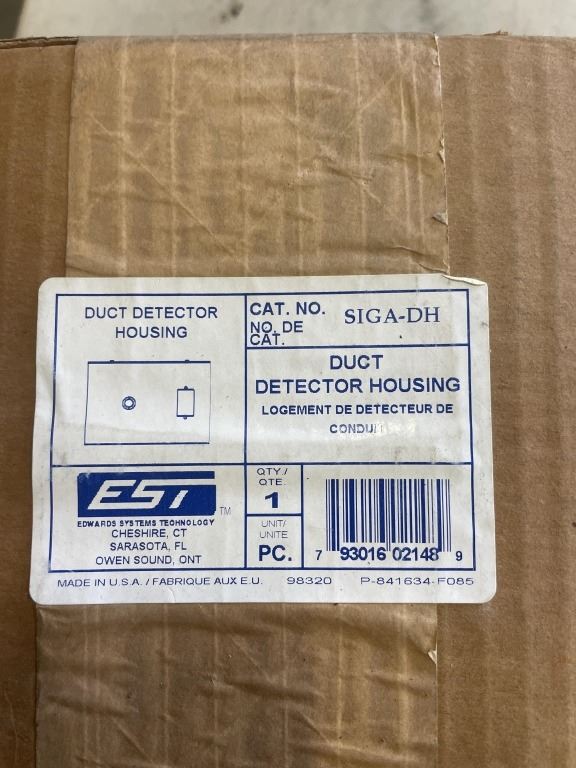 DUCT DETECTOR
HOUSING
CAT. NO.
NO. DE
CAT.
SIGA-DH
DUCT
DETECTOR HOUSING
LOGEMENT DE DETECTEUR DE
CONDUIT
EST
TM
EDWARDS SYSTEMS TECHNOLOGY
CHESHIRE, CT
SARASOTA, FL
OWEN SOUND, ONT
QTY./
QTE.
1
UNIT/
UNITE
PC.
7 93016 02148 9
MADE IN U.S.A. / FABRIQUE AUX E.U. 98320 P-841634-F085